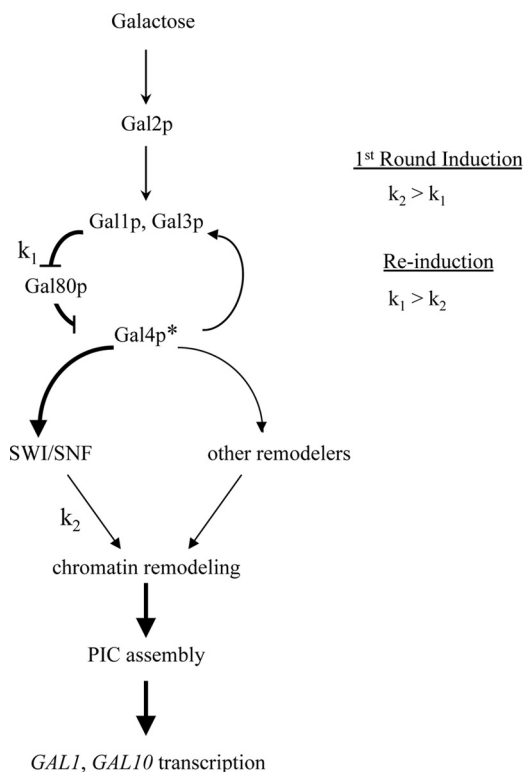 Galactose
Gal2p
1st Round Induction
k2 > k1
Gal1p, Gal3p
k1
Re-induction
Gal80p
k1 > k2
Gal4p*
SWI/SNF
other remodelers
k2
chromatin remodeling
PIC assembly
GAL1, GAL10 transcription